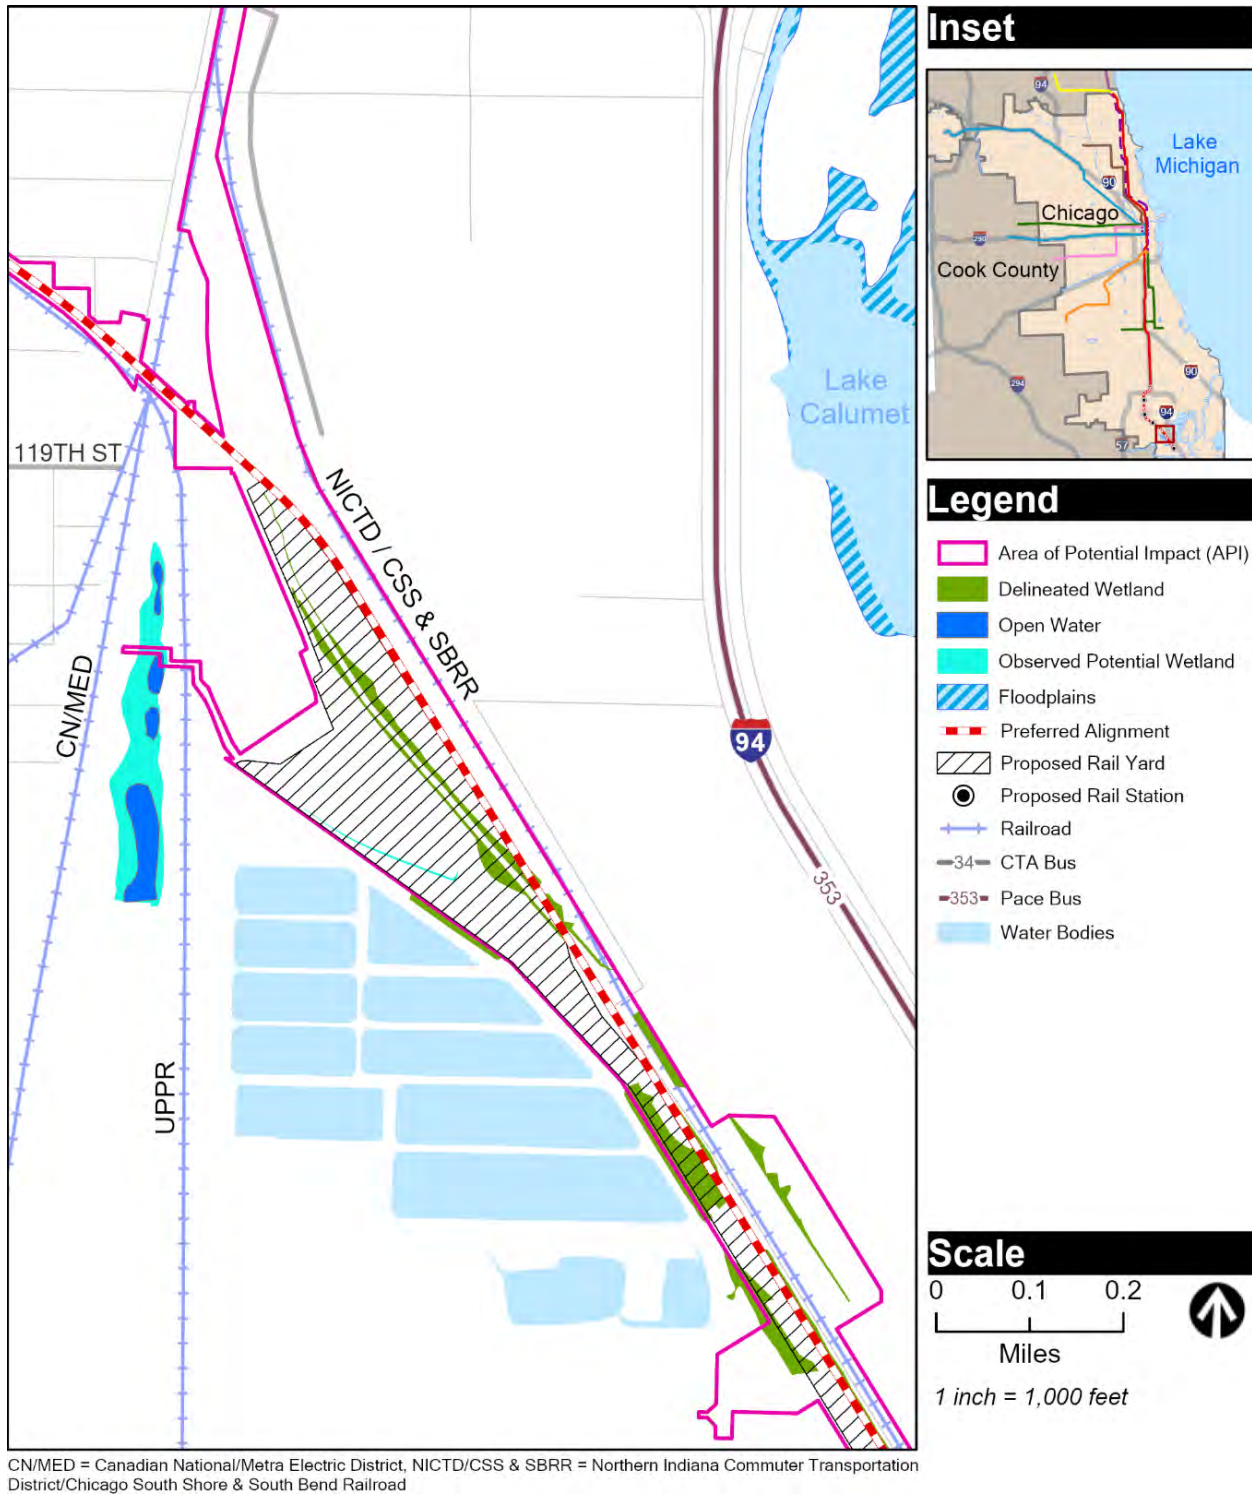 Inset
94
Lake
Michigan
90
Chicago
290
Cook County
90
294
94
57
Lake
Calumet
119TH ST
NICTD / CSS & SBRR
CN/MED
94
353
UPPR
Legend
Area of Potential Impact (API)
Delineated Wetland
Open Water
Observed Potential Wetland
Floodplains
Preferred Alignment
Proposed Rail Yard
Proposed Rail Station
Railroad
34 CTA Bus
353 Pace Bus
Water Bodies
Scale
0 0.1 0.2
Miles
1 inch = 1,000 feet
CN/MED = Canadian National/Metra Electric District, NICTD/CSS & SBRR = Northern Indiana Commuter Transportation
District/Chicago South Shore & South Bend Railroad